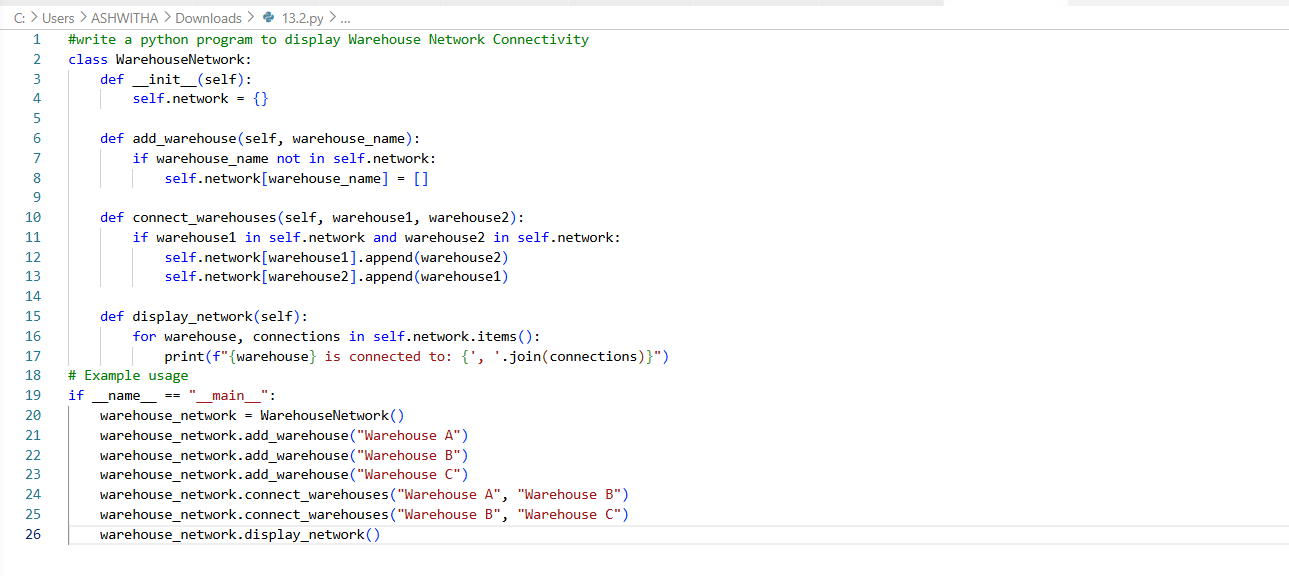 C: > Users > ASHWITHA > Downloads > 13.2.py > ...
1 #write a python program to display Warehouse Network Connectivity
2 class WarehouseNetwork:
3     def __init__(self):
4         self.network = {}
5
6     def add_warehouse(self, warehouse_name):
7         if warehouse_name not in self.network:
8             self.network[warehouse_name] = []
9
10     def connect_warehouses(self, warehouse1, warehouse2):
11         if warehouse1 in self.network and warehouse2 in self.network:
12             self.network[warehouse1].append(warehouse2)
13             self.network[warehouse2].append(warehouse1)
14
15     def display_network(self):
16         for warehouse, connections in self.network.items():
17             print(f"{warehouse} is connected to: {', '.join(connections)}")
18 # Example usage
19 if __name__ == "__main__":
20     warehouse_network = WarehouseNetwork()
21     warehouse_network.add_warehouse("Warehouse A")
22     warehouse_network.add_warehouse("Warehouse B")
23     warehouse_network.add_warehouse("Warehouse C")
24     warehouse_network.connect_warehouses("Warehouse A", "Warehouse B")
25     warehouse_network.connect_warehouses("Warehouse B", "Warehouse C")
26     warehouse_network.display_network()